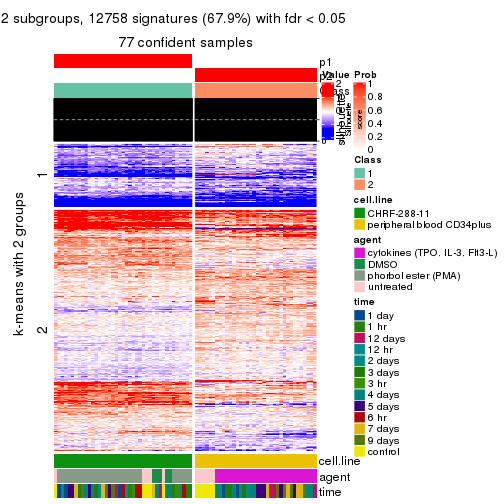 2 subgroups, 12758 signatures (67.9%) with fdr < 0.05
77 confident samples
p1
p2
Class
Silhouette
score
k-means with 2 groups
1
2
cell.line
agent
time
Value
2
Prob
1
0.8
0.6
0.4
0.2
0
Class
1
2
cell.line
CHRF-288-11
peripheral blood CD34plus
agent
cytokines (TPO, IL-3, Flt3-L)
DMSO
phorbol ester (PMA)
untreated
time
1 day
1 hr
12 days
12 hr
2 days
3 days
3 hr
4 days
5 days
6 hr
7 days
9 days
control